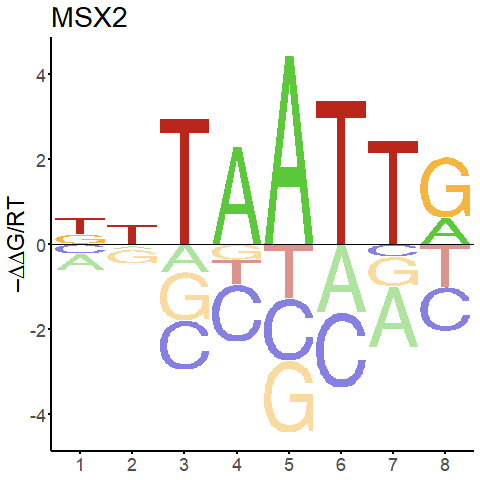 MSX2
−ΔΔG/RT
4
2
0
-2
-4
T T T A A T T G
G A
C G A G T A C T
A G C T C C G C
C G A
1 2 3 4 5 6 7 8